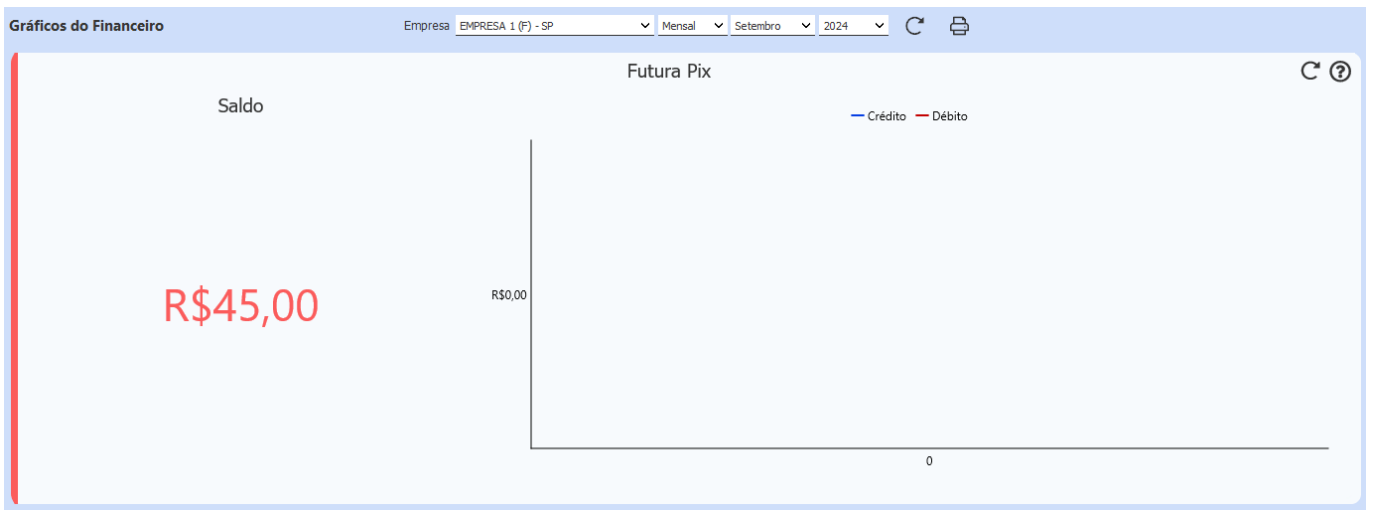 Gráficos do Financeiro Empresa EMPRESA 1 (F) - SP Mensal Setembro 2024
Futura Pix
Saldo
Crédito Débito
R$45,00
R$0,00
0